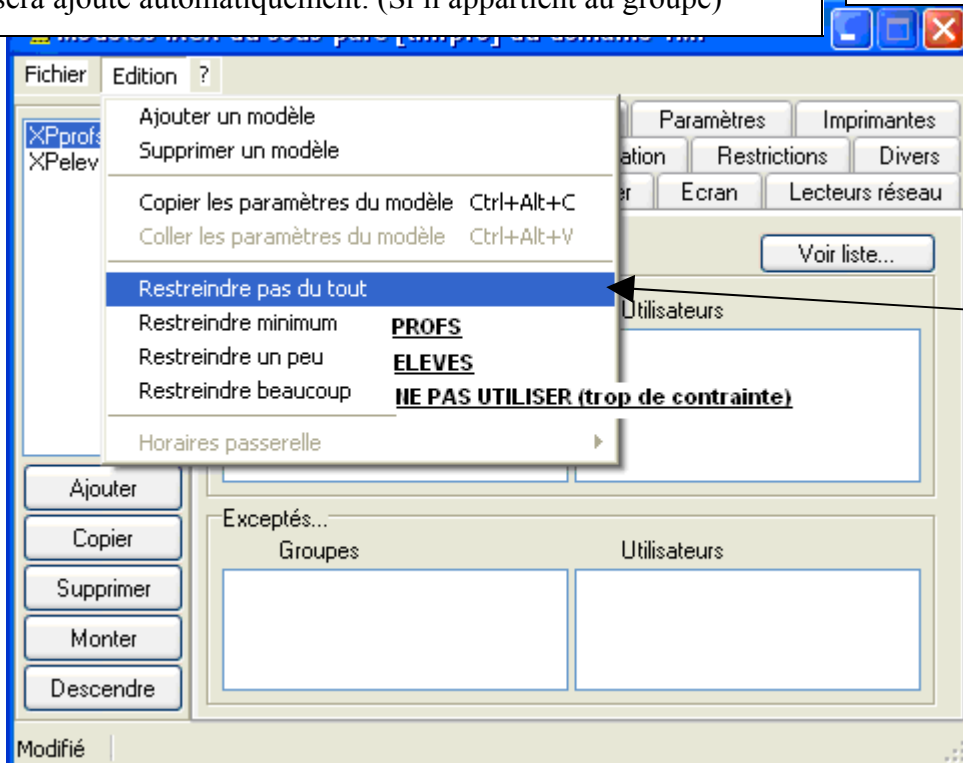 sera ajouté automatiquement. (Si il appartient au groupe)
Fichier Edition ?
XPprofs
XPelev
Ajouter un modèle
Supprimer un modèle
Copier les paramètres du modèle Ctrl+Alt+C
Coller les paramètres du modèle Ctrl+Alt+V
Restreindre pas du tout
Restreindre minimum PROFS
Restreindre un peu ELEVES
Restreindre beaucoup NE PAS UTILISER (trop de contrainte)
Horaires passerelle
Paramètres Imprimantes
ation Restrictions Divers
er Ecran Lecteurs réseau
Voir liste...
Utilisateurs
Ajouter
Copier
Supprimer
Monter
Descendre
Exceptés...
Groupes Utilisateurs
Modifié